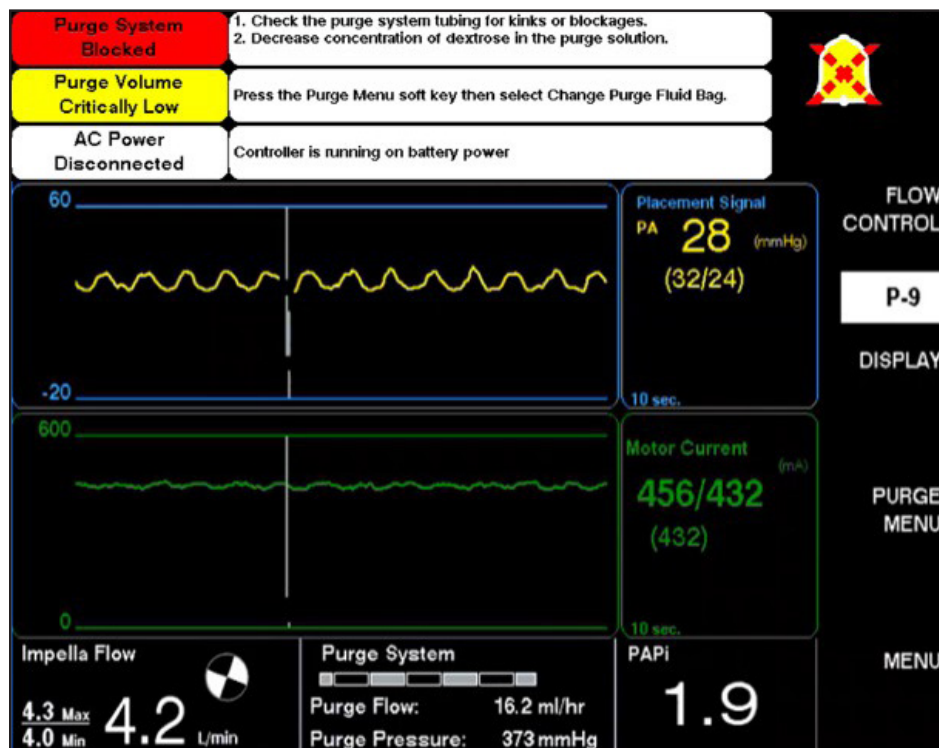 Purge System
Blocked
1. Check the purge system tubing for kinks or blockages.
2. Decrease concentration of dextrose in the purge solution.
Purge Volume
Critically Low
Press the Purge Menu soft key then select Change Purge Fluid Bag.
AC Power
Disconnected
Controller is running on battery power
60
-20
Placement Signal
PA 28 (mmHg)
(32/24)
10 sec.
600
0
Motor Current
(mA)
456/432
(432)
10 sec.
FLOW
CONTROL
P-9
DISPLAY
PURGE
MENU
MENU
Impella Flow
4.3 Max
4.0 Min
4.2 L/min
Purge System
Purge Flow: 16.2 ml/hr
Purge Pressure: 373 mmHg
PAPi
1.9